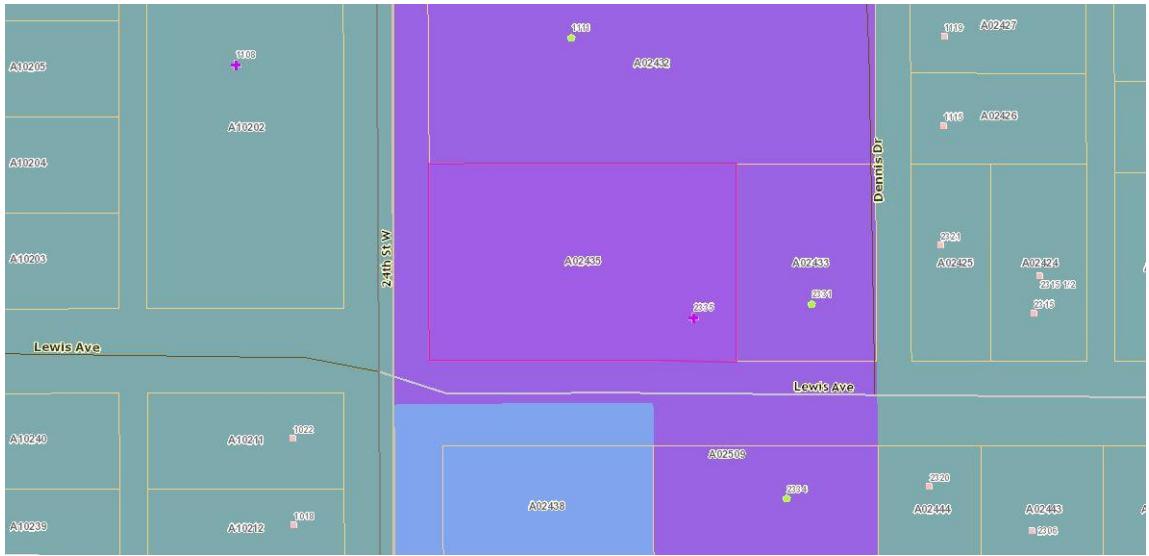 1111
1119
A02427
1108
A10205
A02432
1115
A02426
A10202
A10204
Dennis Dr
24th St W
2321
A10203
A02435
A02433
A02425
A02424
2315 1/2
2331
2335
2315
Lewis Ave
Lewis Ave
1022
A10240
A10211
A02509
2320
2334
A02438
A02444
A02443
1018
A10239
A10212
2306